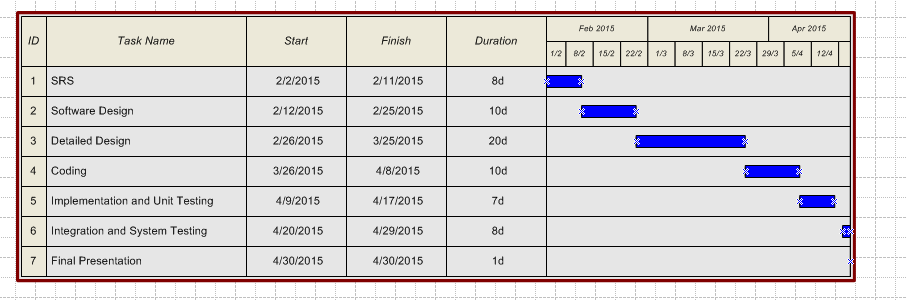 ID Task Name Start Finish Duration Feb 2015 Mar 2015 Apr 2015
1/2 8/2 15/2 22/2 1/3 8/3 15/3 22/3 29/3 5/4 12/4
1 SRS 2/2/2015 2/11/2015 8d
2 Software Design 2/12/2015 2/25/2015 10d
3 Detailed Design 2/26/2015 3/25/2015 20d
4 Coding 3/26/2015 4/8/2015 10d
5 Implementation and Unit Testing 4/9/2015 4/17/2015 7d
6 Integration and System Testing 4/20/2015 4/29/2015 8d
7 Final Presentation 4/30/2015 4/30/2015 1d